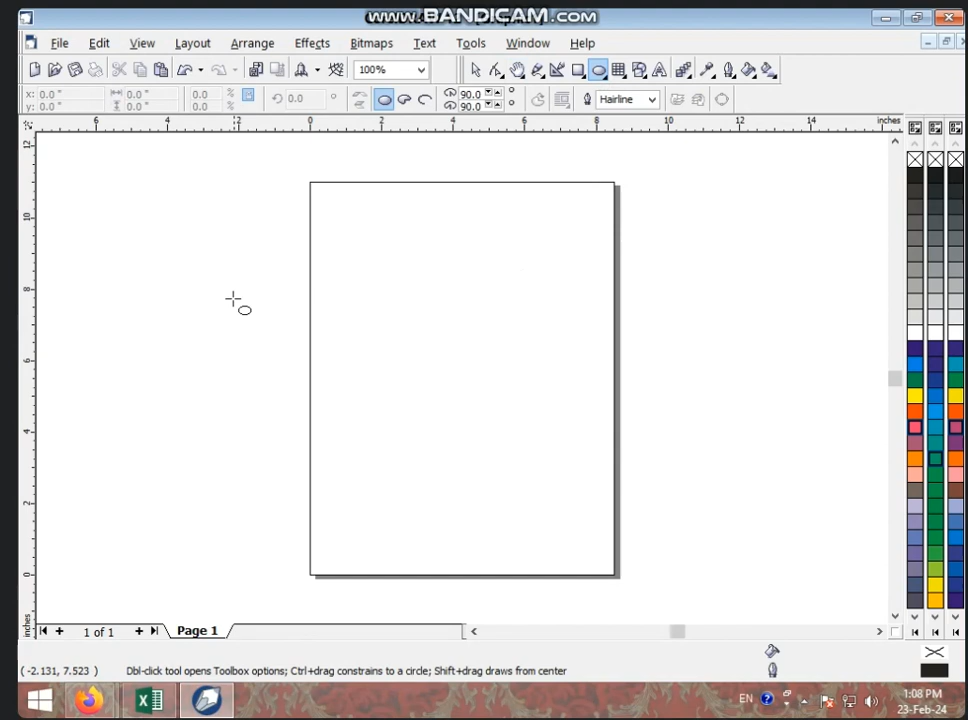 www.BANDICAM.com
File Edit View Layout Arrange Effects Bitmaps Text Tools Window Help
100%
x: 0.0 " 0.0 " 0.0 % 0.0 ° 90.0 ° Hairline
y: 0.0 " 0.0 " 0.0 % 90.0 °
6 4 2 0 2 4 6 8 10 12 14 inches
12
10
8
6
4
2
0
inches
1 of 1 Page 1
(-2.131, 7.523) Dbl-click tool opens Toolbox options; Ctrl+drag constrains to a circle; Shift+drag draws from center
EN 1:08 PM
23-Feb-24